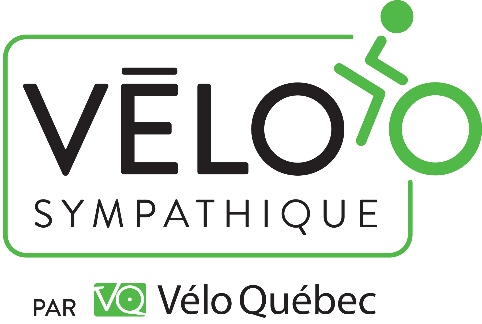 VĒLO
SYMPATHIQUE
PAR VQ Vélo Québec